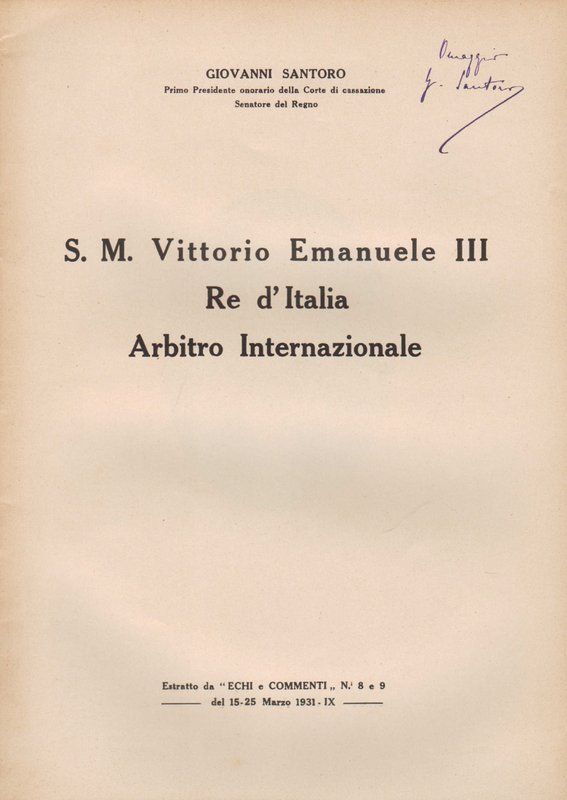 Omaggio
G. Santoro
GIOVANNI SANTORO
Primo Presidente onorario della Corte di cassazione
Senatore del Regno
S. M. Vittorio Emanuele III
Re d'Italia
Arbitro Internazionale
Estratto da "ECHI e COMMENTI„ N.i 8 e 9
del 15-25 Marzo 1931-IX